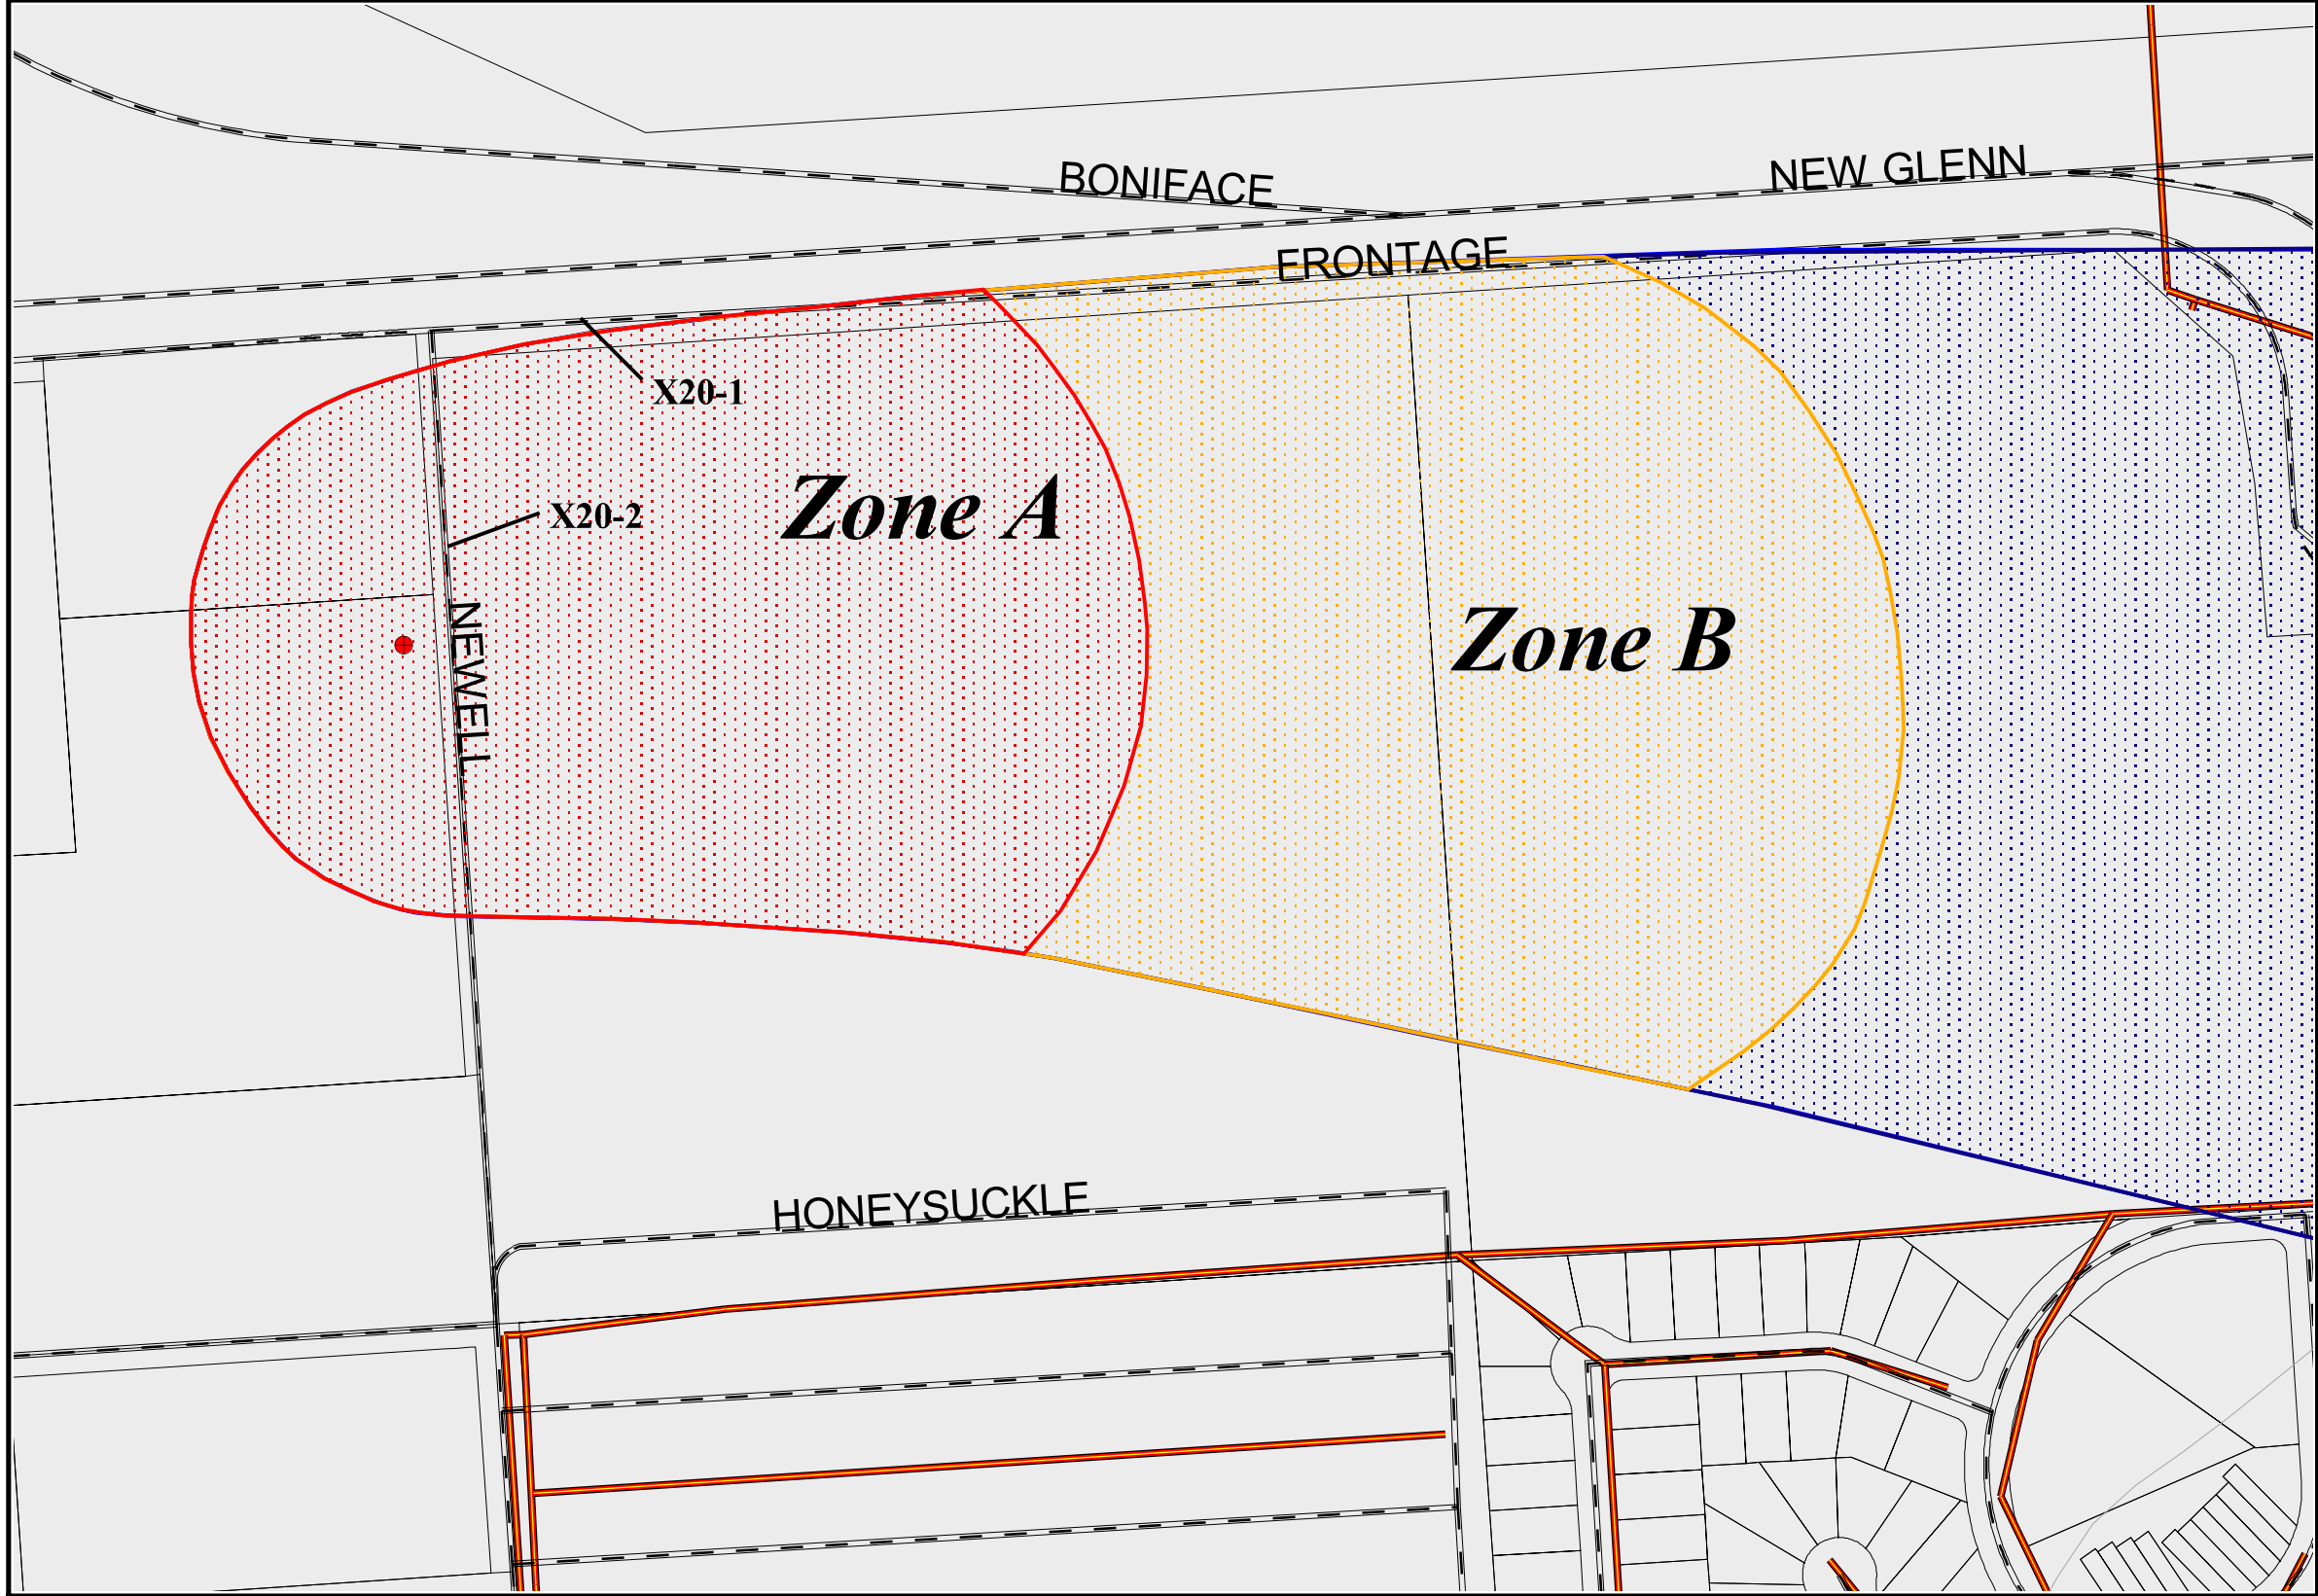 NEW GLENN
BONIFACE
FRONTAGE
X20-1
Zone A
X20-2
Zone B
NEWELL
HONEYSUCKLE